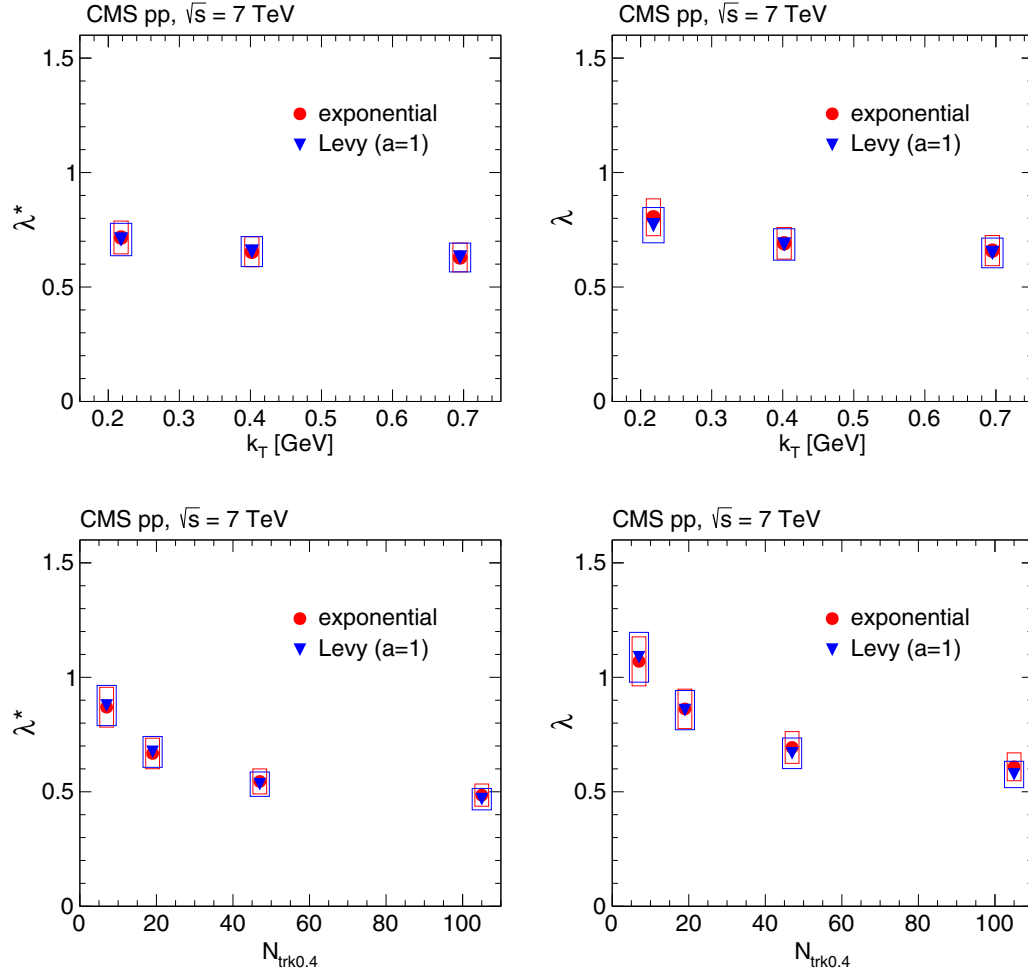 CMS pp, √s = 7 TeV
1.5
1
0.5
0
λ*
exponential
Levy (a=1)
0.2 0.3 0.4 0.5 0.6 0.7
k_T [GeV]
CMS pp, √s = 7 TeV
1.5
1
0.5
0
λ
exponential
Levy (a=1)
0.2 0.3 0.4 0.5 0.6 0.7
k_T [GeV]
CMS pp, √s = 7 TeV
1.5
1
0.5
0
λ*
exponential
Levy (a=1)
0 20 40 60 80 100
N_trk0.4
CMS pp, √s = 7 TeV
1.5
1
0.5
0
λ
exponential
Levy (a=1)
0 20 40 60 80 100
N_trk0.4